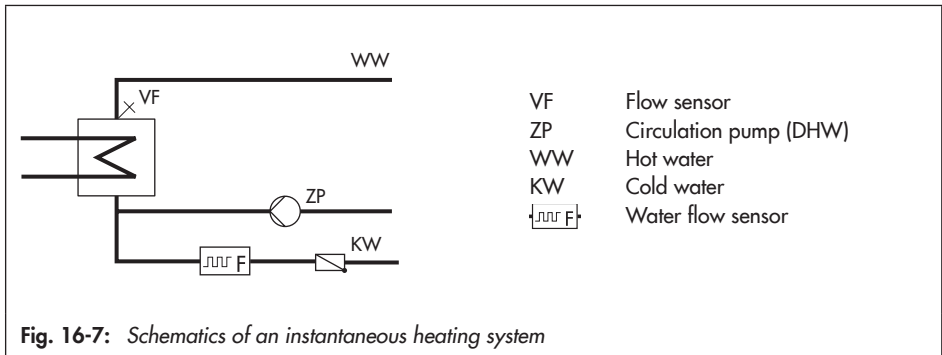 WW
VF
ZP
KW
F
VF Flow sensor
ZP Circulation pump (DHW)
WW Hot water
KW Cold water
F Water flow sensor
Fig. 16-7: Schematics of an instantaneous heating system